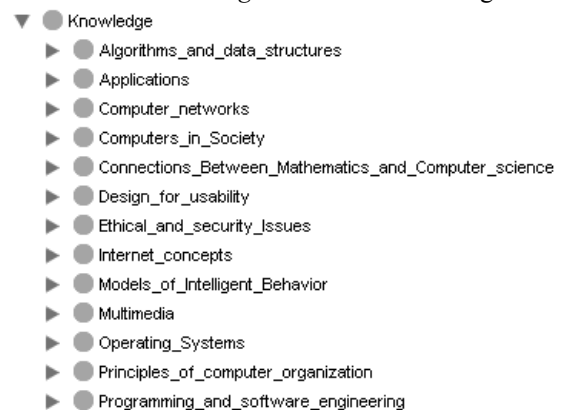 Knowledge
Algorithms_and_data_structures
Applications
Computer_networks
Computers_in_Society
Connections_Between_Mathematics_and_Computer_science
Design_for_usability
Ethical_and_security_Issues
Internet_concepts
Models_of_Intelligent_Behavior
Multimedia
Operating_Systems
Principles_of_computer_organization
Programming_and_software_engineering